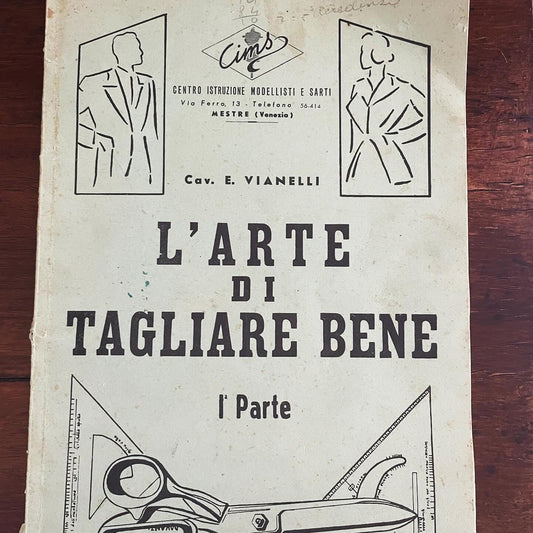 Cims
CENTRO ISTRUZIONE MODELLISTI E SARTI
Via Ferro, 13 - Telefono 56-414
MESTRE (Venezia)
Cav. E. VIANELLI
L'ARTE
DI
TAGLIARE BENE
Iª Parte